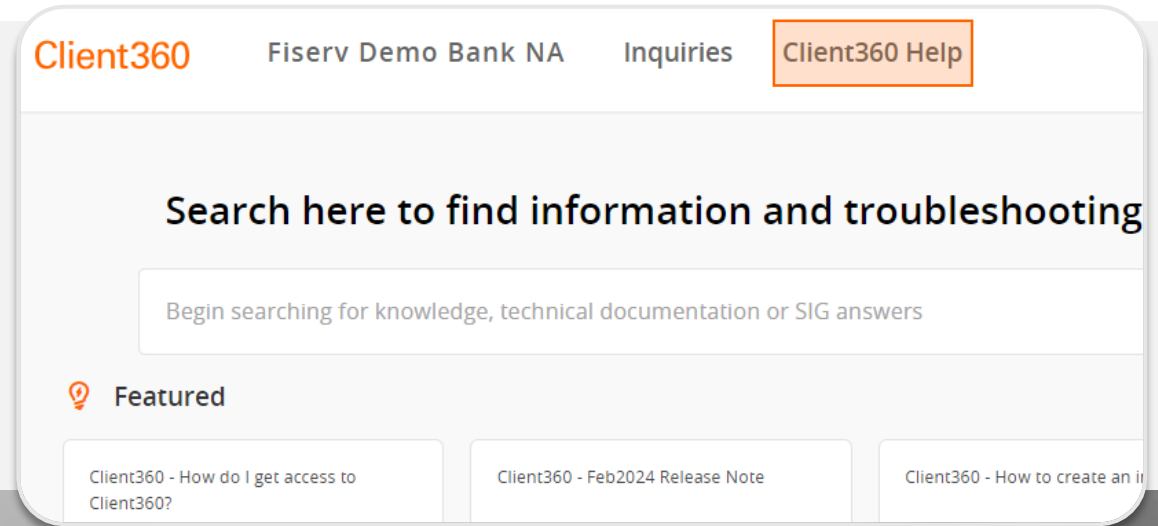 Client360 Fiserv Demo Bank NA Inquiries Client360 Help
Search here to find information and troubleshooting
Begin searching for knowledge, technical documentation or SIG answers
Featured
Client360 - How do I get access to
Client360?
Client360 - Feb2024 Release Note
Client360 - How to create an